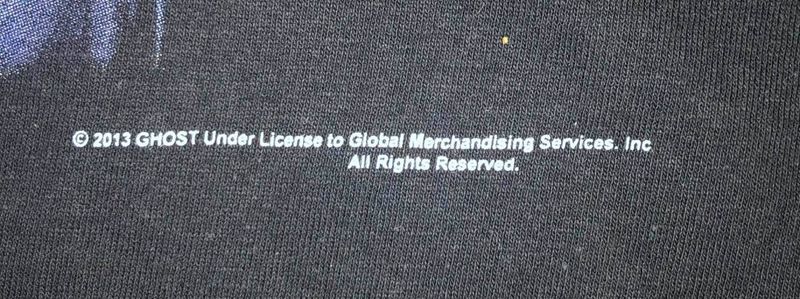 © 2013 GHOST Under License to Global Merchandising Services. Inc
All Rights Reserved.